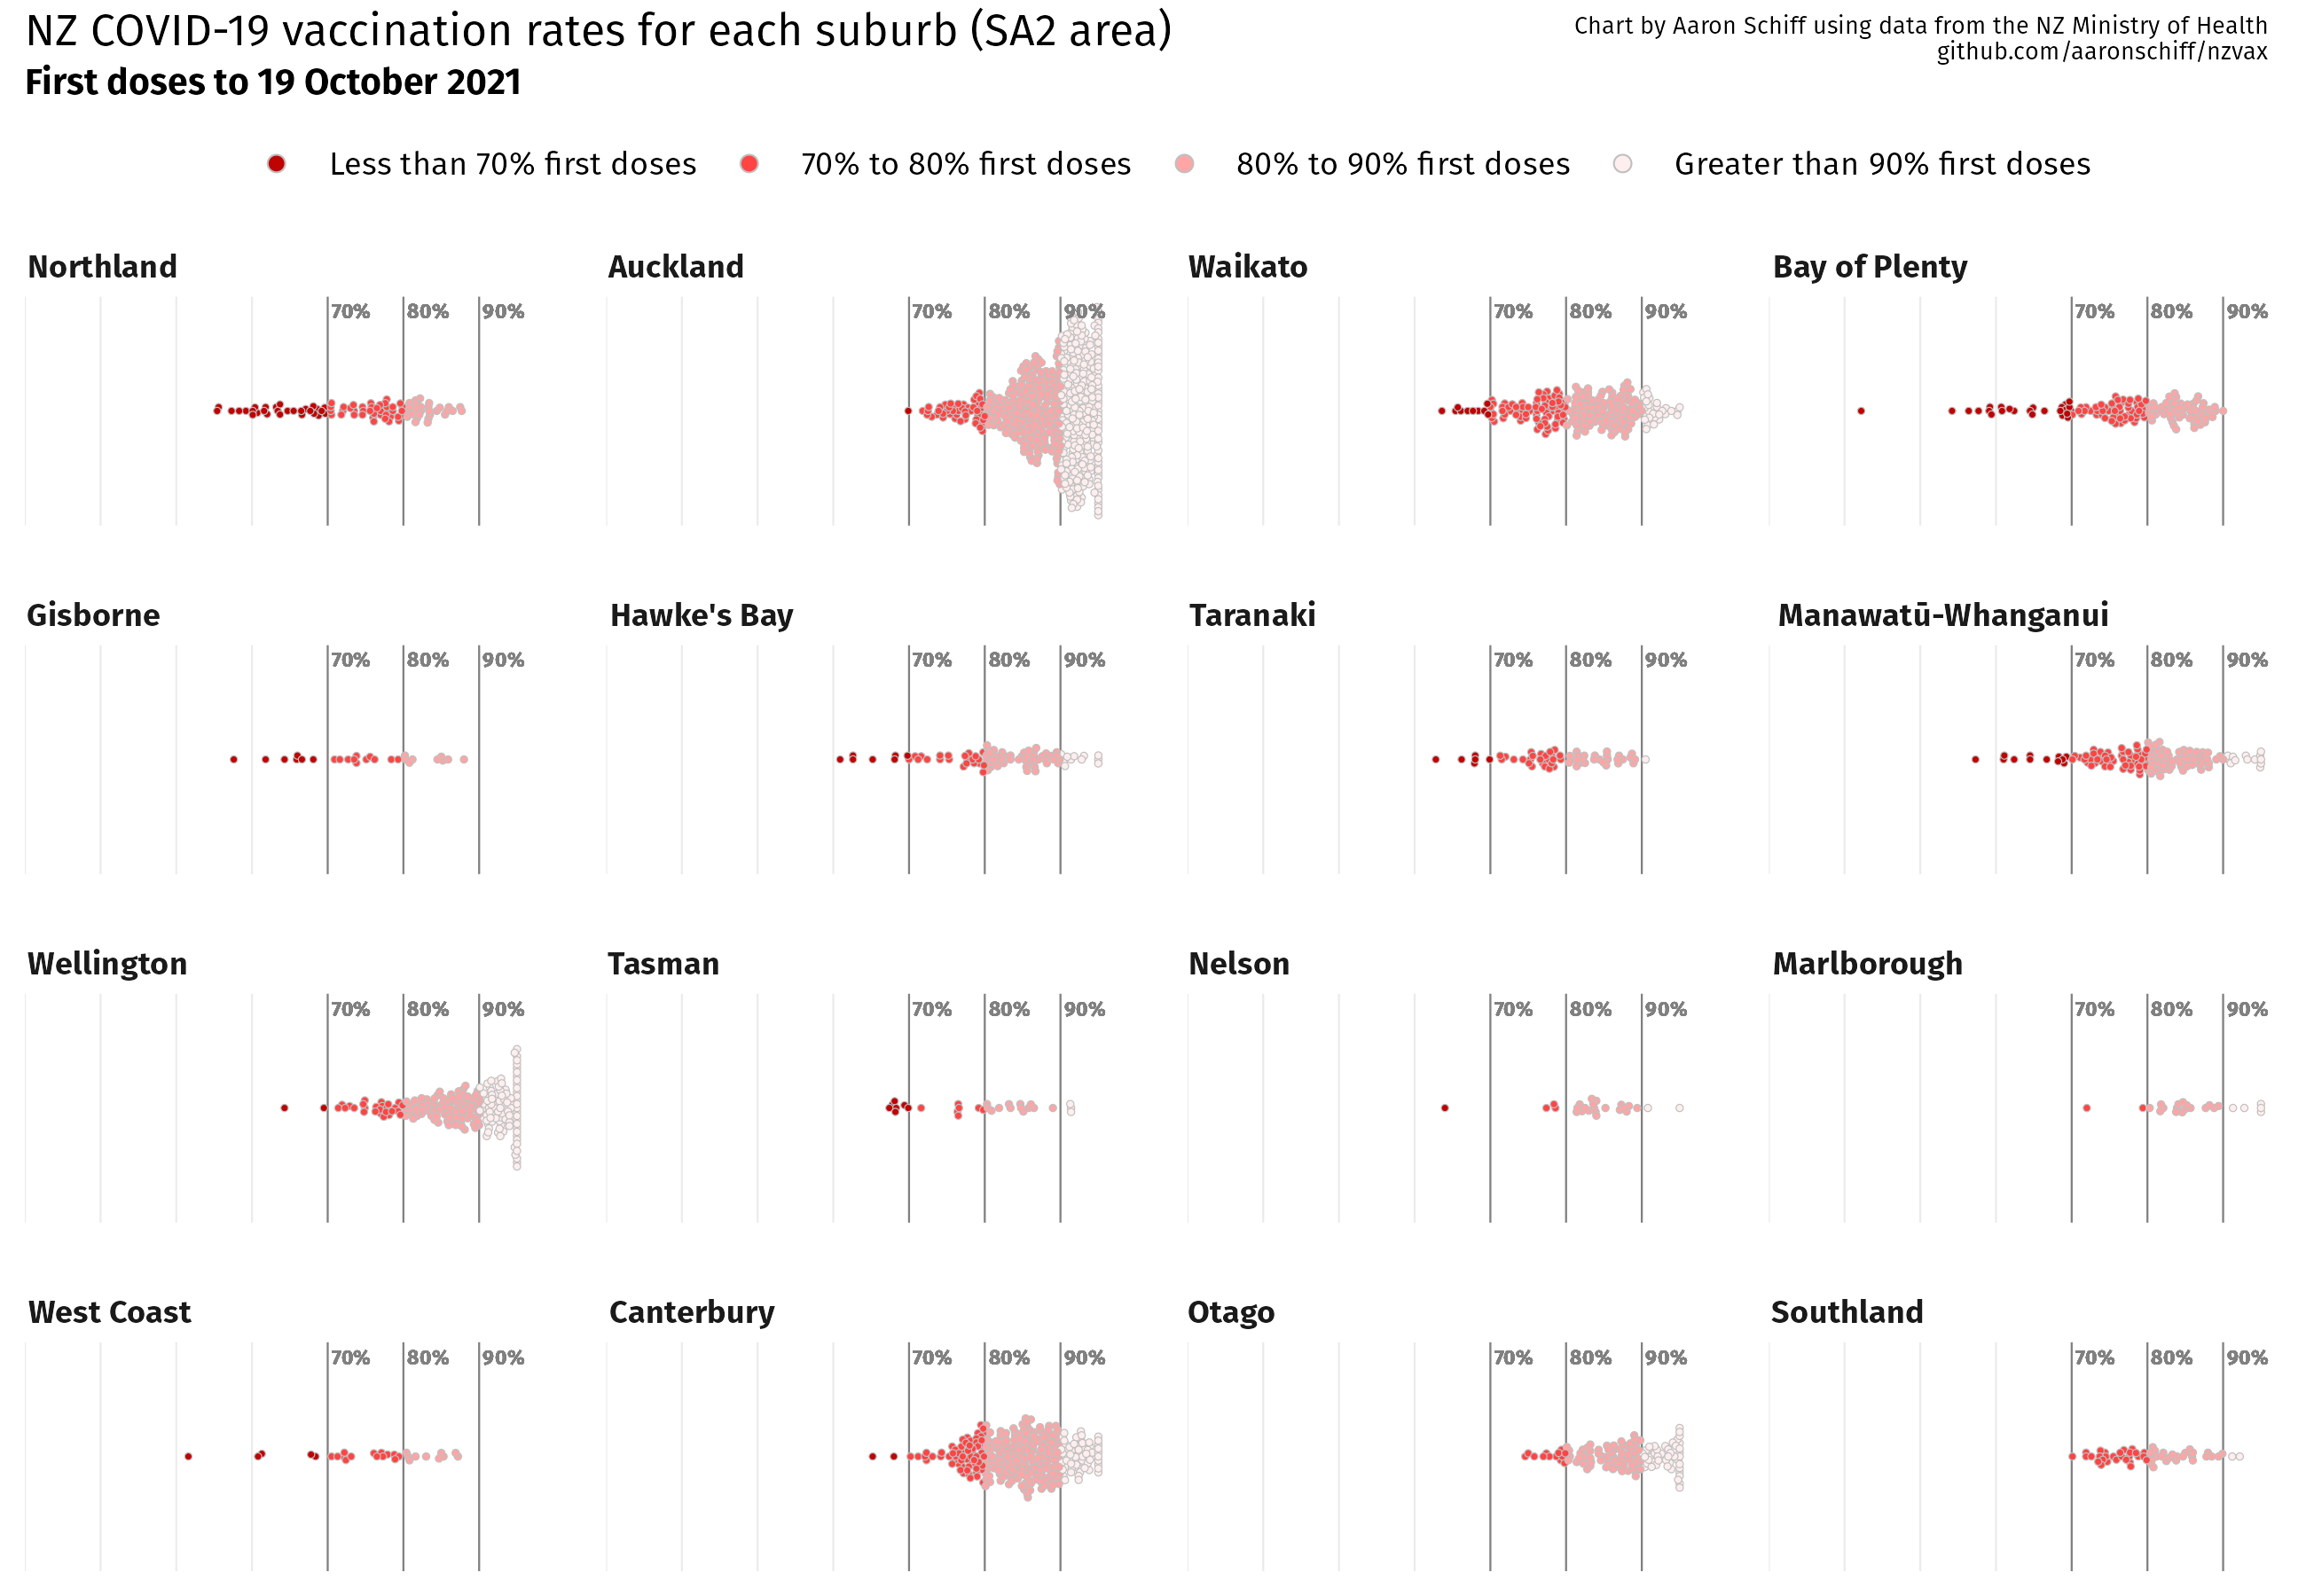 NZ COVID-19 vaccination rates for each suburb (SA2 area)
First doses to 19 October 2021
Chart by Aaron Schiff using data from the NZ Ministry of Health
github.com/aaronschiff/nzvax
Less than 70% first doses
70% to 80% first doses
80% to 90% first doses
Greater than 90% first doses
Northland
70% 80% 90%
Auckland
70% 80% 90%
Waikato
70% 80% 90%
Bay of Plenty
70% 80% 90%
Gisborne
70% 80% 90%
Hawke's Bay
70% 80% 90%
Taranaki
70% 80% 90%
Manawatū-Whanganui
70% 80% 90%
Wellington
70% 80% 90%
Tasman
70% 80% 90%
Nelson
70% 80% 90%
Marlborough
70% 80% 90%
West Coast
70% 80% 90%
Canterbury
70% 80% 90%
Otago
70% 80% 90%
Southland
70% 80% 90%